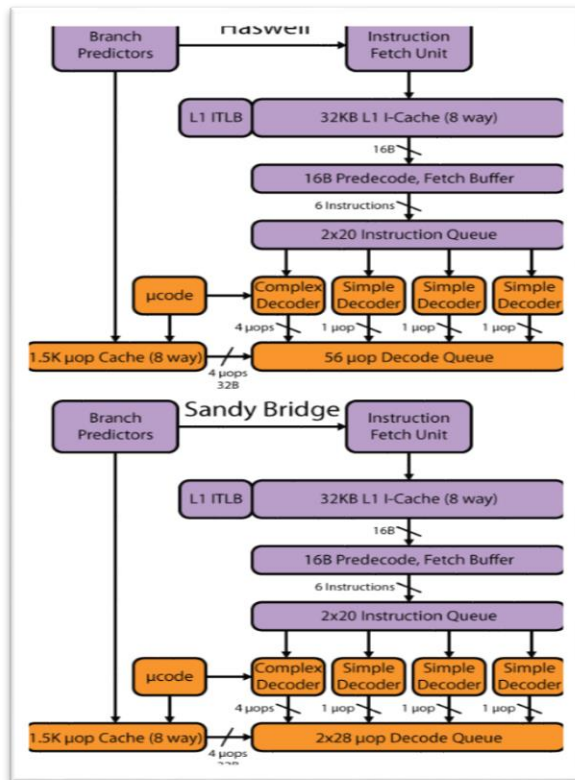 Haswell
Branch
Predictors
Instruction
Fetch Unit
L1 ITLB
32KB L1 I-Cache (8 way)
16B
16B Predecode, Fetch Buffer
6 Instructions
2x20 Instruction Queue
µcode
Complex
Decoder
Simple
Decoder
Simple
Decoder
Simple
Decoder
4 µops
1 µop
1 µop
1 µop
1.5K µop Cache (8 way)
4 µops
32B
56 µop Decode Queue
Sandy Bridge
Branch
Predictors
Instruction
Fetch Unit
L1 ITLB
32KB L1 I-Cache (8 way)
16B
16B Predecode, Fetch Buffer
6 Instructions
2x20 Instruction Queue
µcode
Complex
Decoder
Simple
Decoder
Simple
Decoder
Simple
Decoder
4 µops
1 µop
1 µop
1 µop
1.5K µop Cache (8 way)
4 µops
32B
2x28 µop Decode Queue